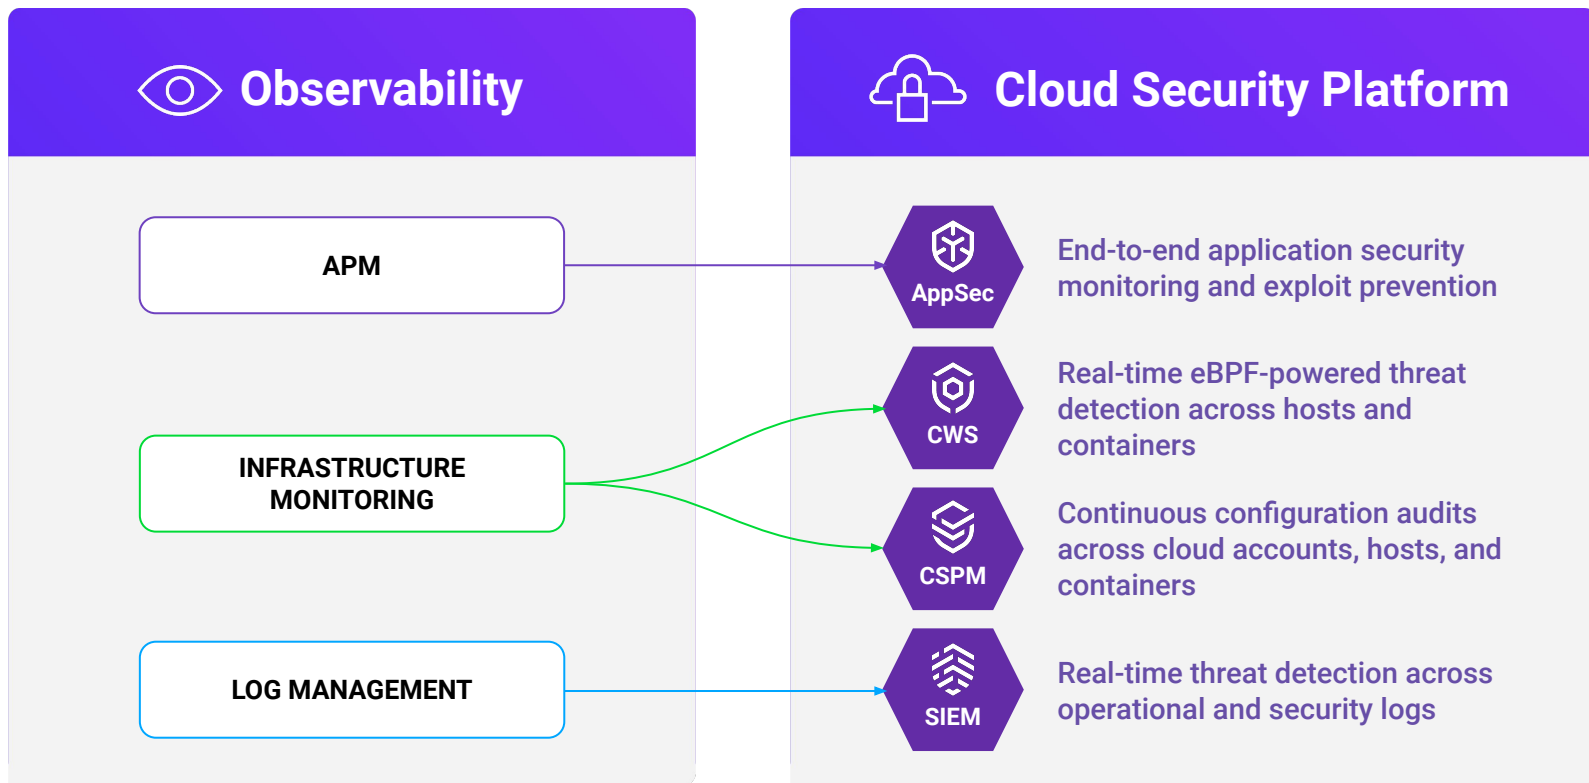 Observability
Cloud Security Platform
APM
AppSec
End-to-end application security
monitoring and exploit prevention
INFRASTRUCTURE
MONITORING
CWS
Real-time eBPF-powered threat
detection across hosts and
containers
CSPM
Continuous configuration audits
across cloud accounts, hosts, and
containers
LOG MANAGEMENT
SIEM
Real-time threat detection across
operational and security logs